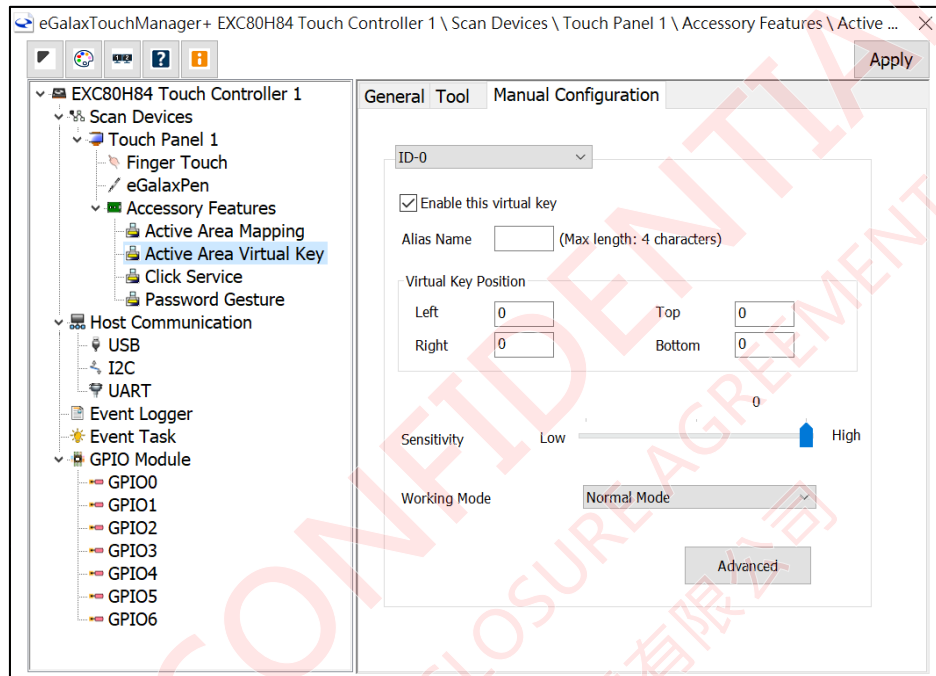 eGalaxTouchManager+ EXC80H84 Touch Controller 1 \ Scan Devices \ Touch Panel 1 \ Accessory Features \ Active ...
Apply
EXC80H84 Touch Controller 1
Scan Devices
Touch Panel 1
Finger Touch
eGalaxPen
Accessory Features
Active Area Mapping
Active Area Virtual Key
Click Service
Password Gesture
Host Communication
USB
I2C
UART
Event Logger
Event Task
GPIO Module
GPIO0
GPIO1
GPIO2
GPIO3
GPIO4
GPIO5
GPIO6
General Tool Manual Configuration
ID-0
Enable this virtual key
Alias Name (Max length: 4 characters)
Virtual Key Position
Left 0 Top 0
Right 0 Bottom 0
0
Sensitivity Low High
Working Mode Normal Mode
Advanced
CONFIDENTIAL
CLOSURE AGREEMENT
有限公司